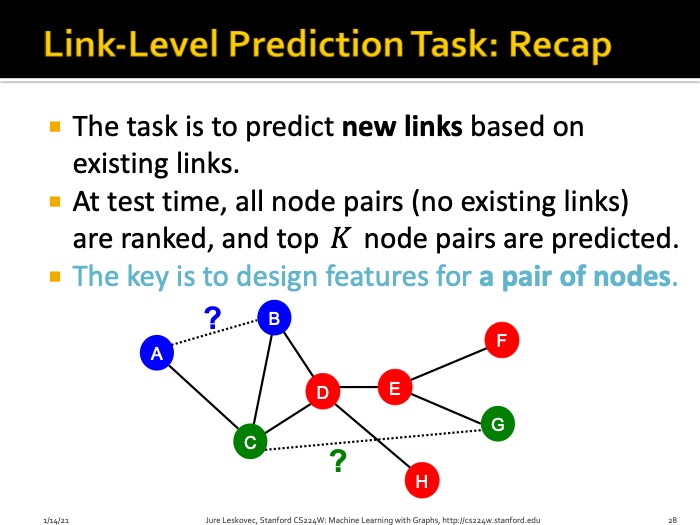 Link-Level Prediction Task: Recap
The task is to predict new links based on
existing links.
At test time, all node pairs (no existing links)
are ranked, and top K node pairs are predicted.
The key is to design features for a pair of nodes.
?
B
A
F
D
E
G
C
?
H
1/14/21
Jure Leskovec, Stanford CS224W: Machine Learning with Graphs, http://cs224w.stanford.edu
28